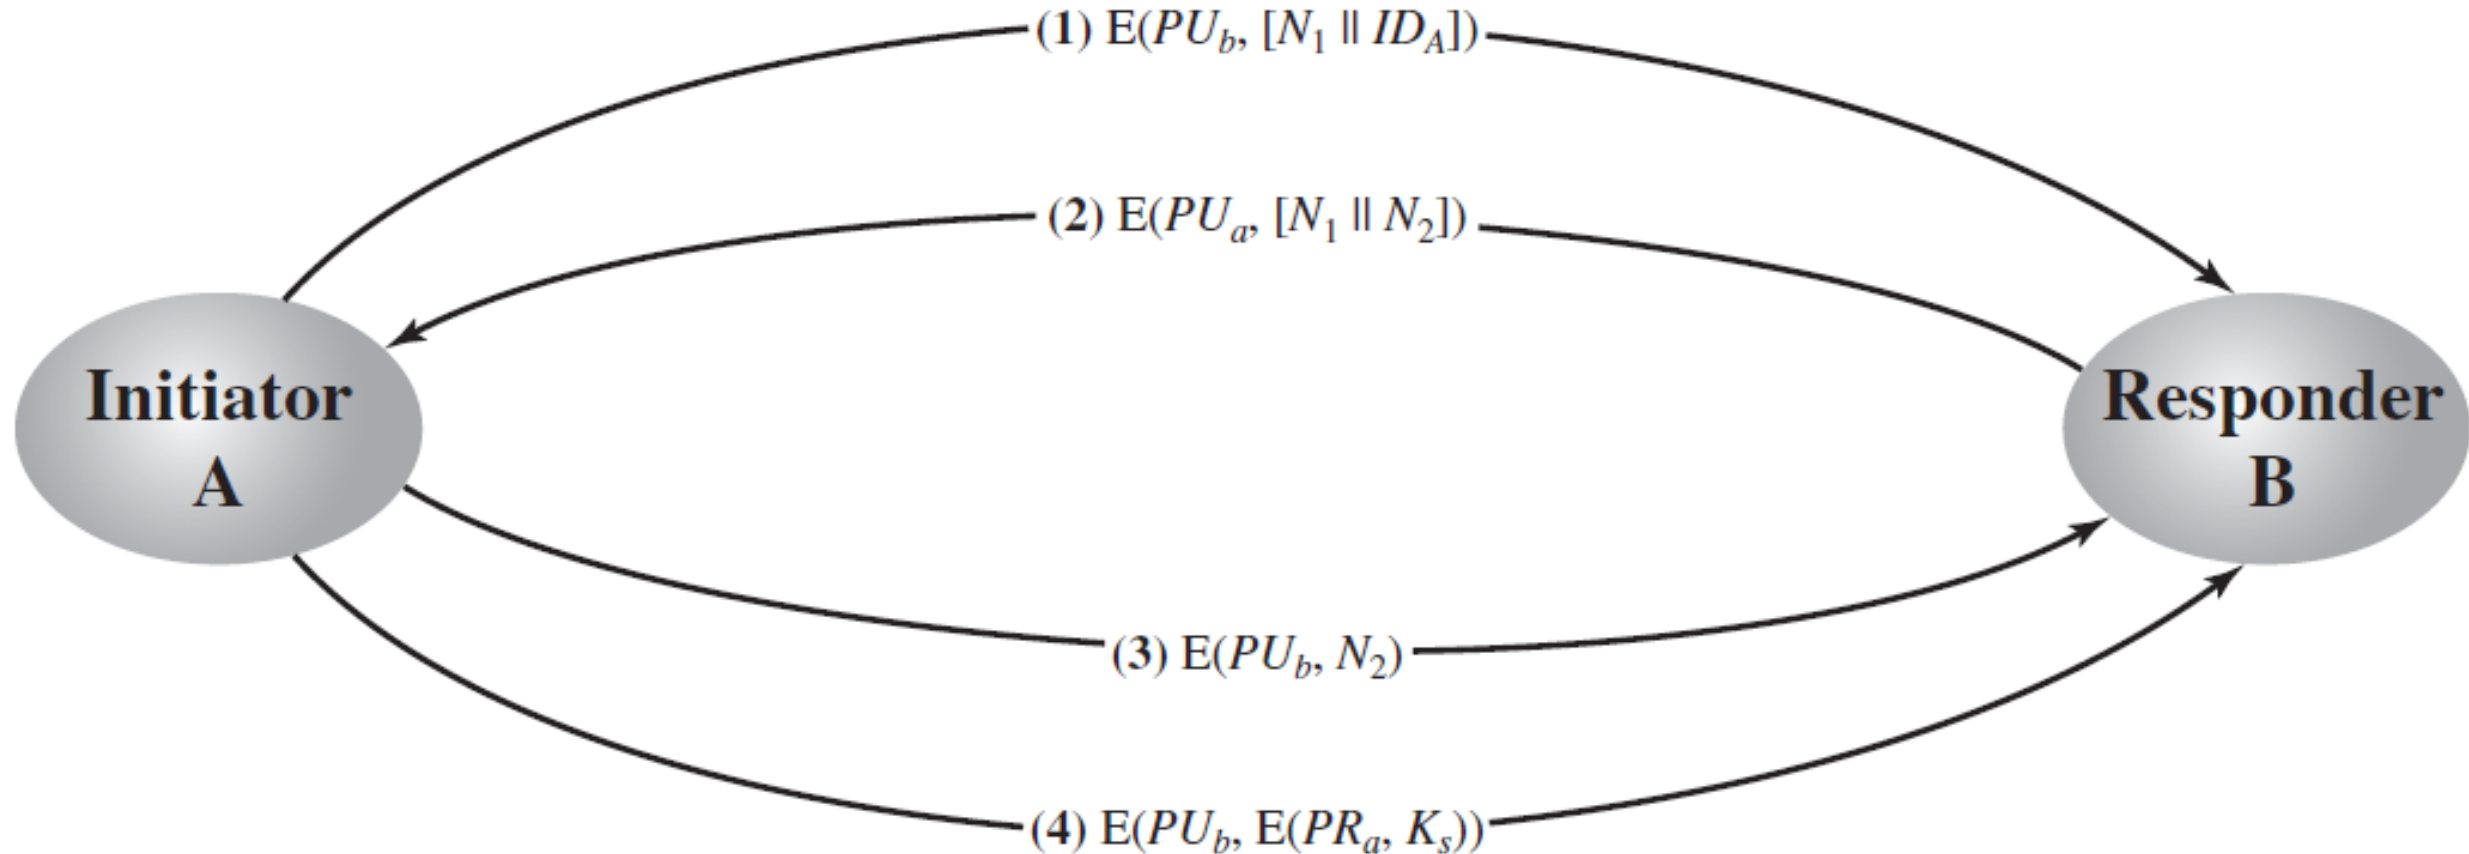 (1) E(PU_b, [N_1 || ID_A])
(2) E(PU_a, [N_1 || N_2])
Initiator
A
Responder
B
(3) E(PU_b, N_2)
(4) E(PU_b, E(PR_a, K_s))